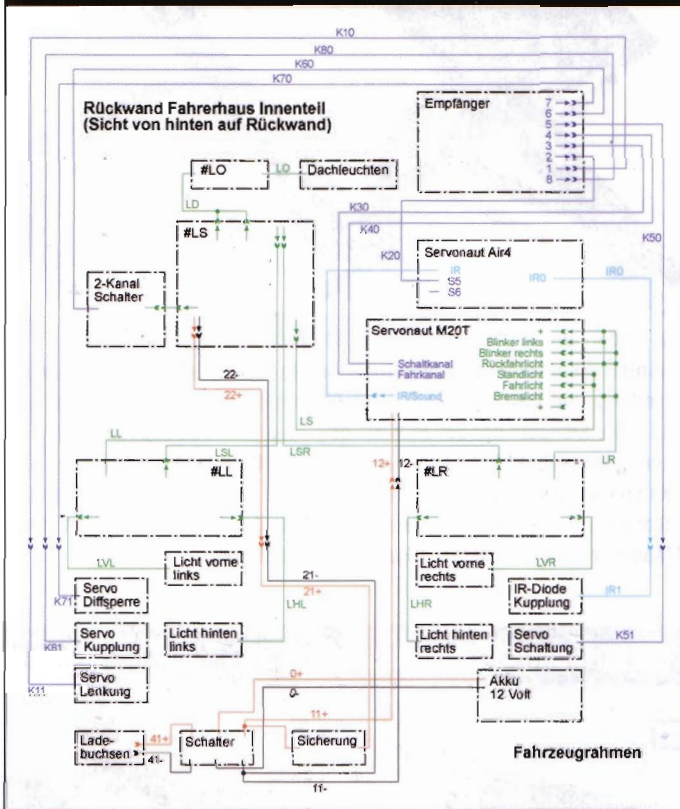 K10
K80
K60
K70
Rückwand Fahrerhaus Innenteil
(Sicht von hinten auf Rückwand)
Empfänger
7
6
5
4
3
2
1
8
#LO
LO
Dachleuchten
LD
K30
K40
K50
#LS
K20
Servonaut Air4
IR
S5
S6
IR0
IR0
2-Kanal
Schalter
Servonaut M20T
+
Blinker links
Blinker rechts
Rückfahrlicht
Standlicht
Fahrlicht
Bremslicht
+
Schaltkanal
Fahrkanal
IR/Sound
22-
22+
LS
LL
LSL
LSR
LR
12+
12-
#LL
#LR
LVL
Licht vorne
links
Licht vorne
rechts
LVR
21-
21+
K71
Servo
Diffsperre
LHL
LHR
IR-Diode
Kupplung
IR1
Servo
Kupplung
K81
Licht hinten
links
Licht hinten
rechts
Servo
Schaltung
K51
Servo
Lenkung
K11
0+
0-
Akku
12 Volt
11+
Lade-
buchsen
41+
41-
Schalter
Sicherung
Fahrzeugrahmen
11-